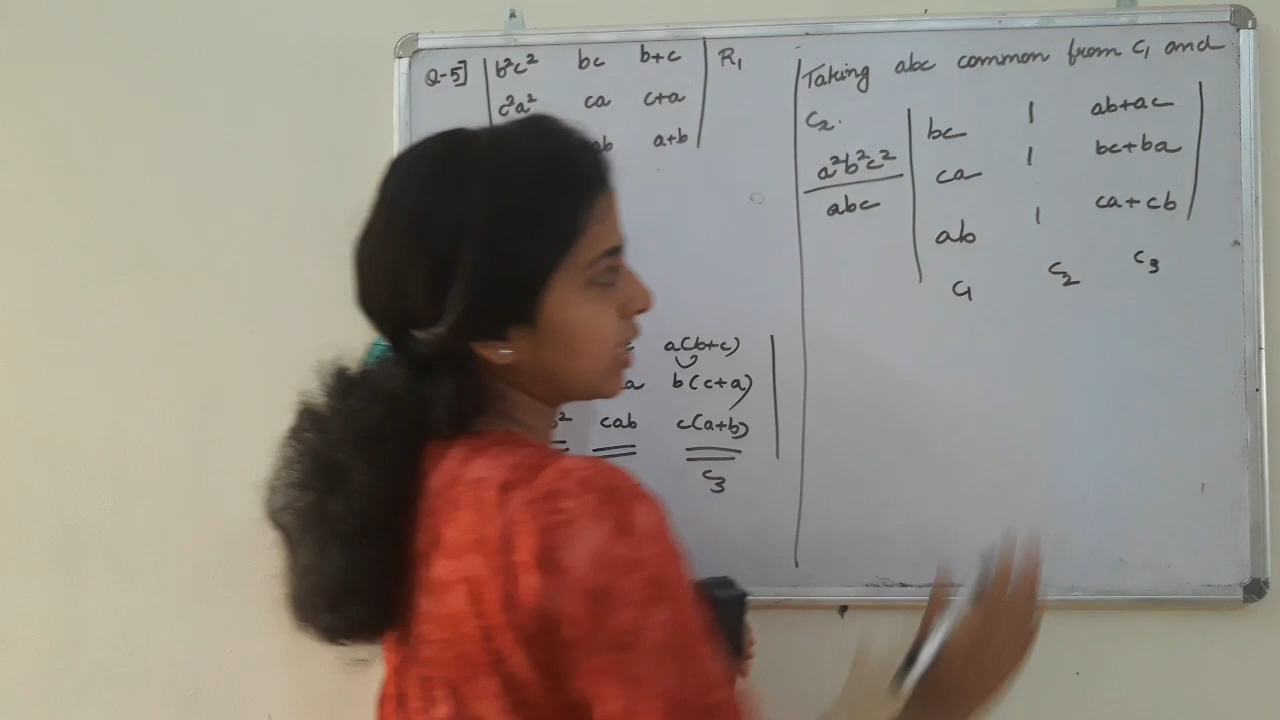 Q-5] b²c² bc b+c R₁
c²a² ca c+a
ab a+b
a(b+c)
a b(c+a)
b² cab c(a+b)
C₃
Taking abc common from C₁ and
C₂.
bc 1 ab+ac
a²b²c²
ca 1 bc+ba
abc
ab 1 ca+cb
C₁ C₂ C₃